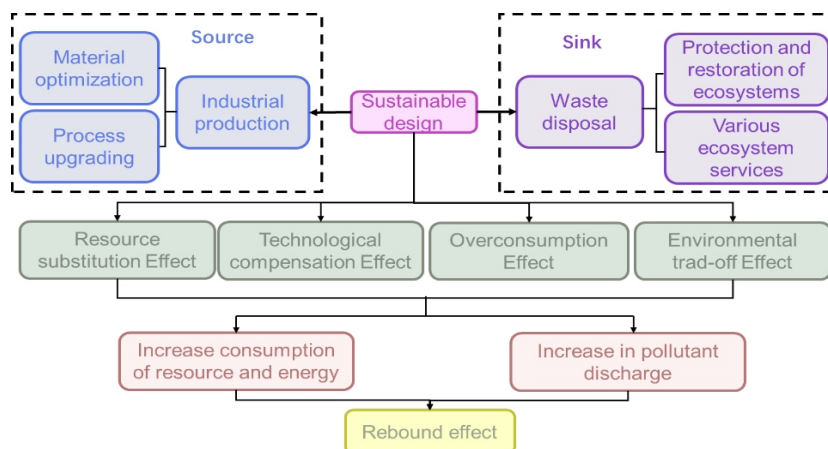 Source
Material
optimization
Process
upgrading
Industrial
production
Sustainable
design
Sink
Waste
disposal
Protection and
restoration of
ecosystems
Various
ecosystem
services
Resource
substitution Effect
Technological
compensation Effect
Overconsumption
Effect
Environmental
trad-off Effect
Increase consumption
of resource and energy
Increase in pollutant
discharge
Rebound effect